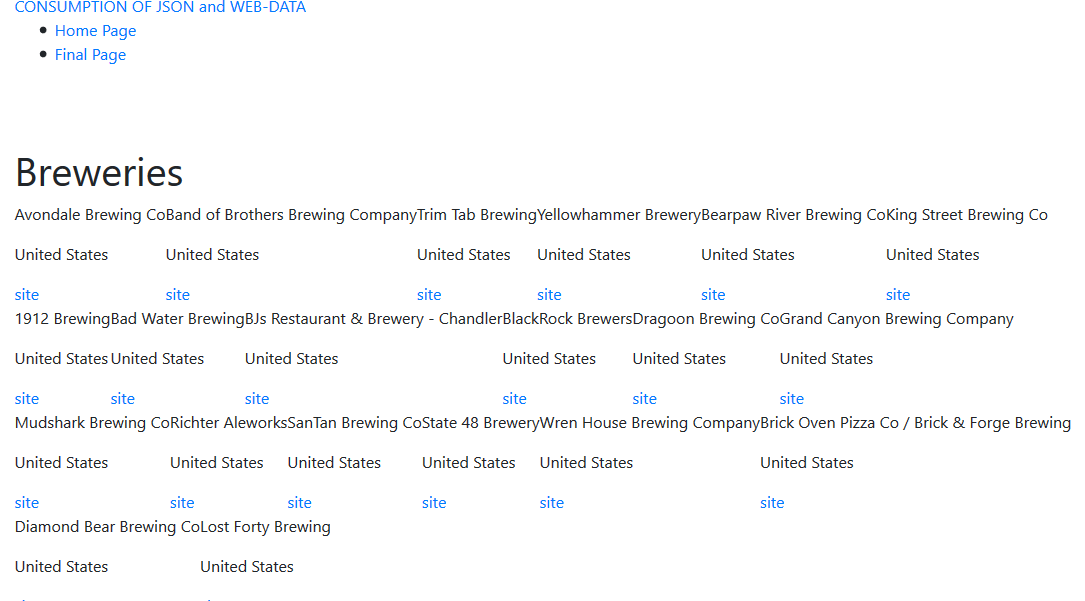 CONSUMPTION OF JSON and WEB-DATA
Home Page
Final Page
Breweries
Avondale Brewing CoBand of Brothers Brewing CompanyTrim Tab BrewingYellowhammer BreweryBearpaw River Brewing CoKing Street Brewing Co
United States United States United States United States United States United States
site site site site site site
1912 BrewingBad Water BrewingBJs Restaurant & Brewery - ChandlerBlackRock BrewersDragoon Brewing CoGrand Canyon Brewing Company
United States United States United States United States United States United States
site site site site site site
Mudshark Brewing CoRichter AleworksSanTan Brewing CoState 48 BreweryWren House Brewing CompanyBrick Oven Pizza Co / Brick & Forge Brewing
United States United States United States United States United States United States
site site site site site site
Diamond Bear Brewing CoLost Forty Brewing
United States United States